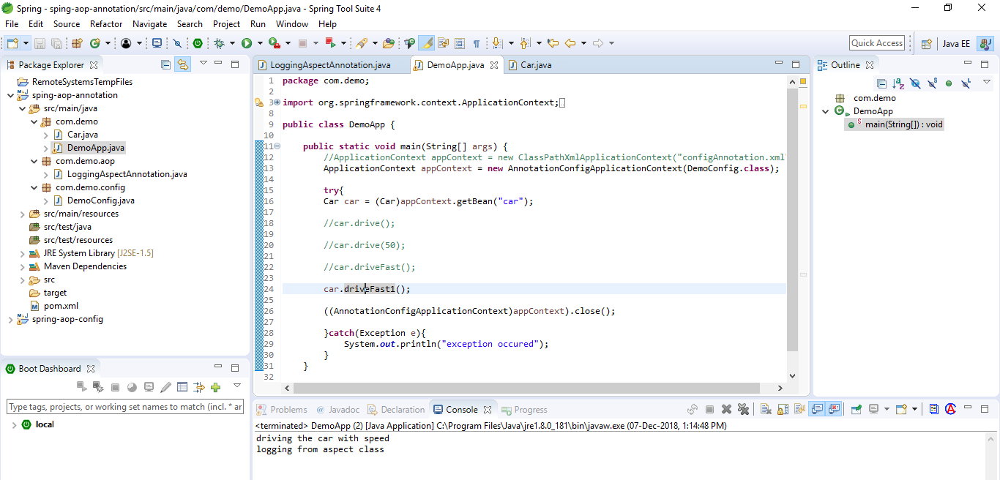 Spring - sping-aop-annotation/src/main/java/com/demo/DemoApp.java - Spring Tool Suite 4
File Edit Source Refactor Navigate Search Project Run Window Help
Quick Access
Java EE
Package Explorer
RemoteSystemsTempFiles
sping-aop-annotation
src/main/java
com.demo
Car.java
DemoApp.java
com.demo.aop
LoggingAspectAnnotation.java
com.demo.config
DemoConfig.java
src/main/resources
src/test/java
src/test/resources
JRE System Library [J2SE-1.5]
Maven Dependencies
src
target
pom.xml
spring-aop-config
Boot Dashboard
Type tags, projects, or working set names to match (incl. * ar
local
LoggingAspectAnnotation.java DemoApp.java Car.java
1 package com.demo;
2
3 import org.springframework.context.ApplicationContext;
8
9 public class DemoApp {
10
11 public static void main(String[] args) {
12 //ApplicationContext appContext = new ClassPathXmlApplicationContext("configAnnotation.xml"
13 ApplicationContext appContext = new AnnotationConfigApplicationContext(DemoConfig.class);
14
15 try{
16 Car car = (Car)appContext.getBean("car");
17
18 //car.drive();
19
20 //car.drive(50);
21
22 //car.driveFast();
23
24 car.driveFast1();
25
26 ((AnnotationConfigApplicationContext)appContext).close();
27
28 }catch(Exception e){
29 System.out.println("exception occured");
30 }
31 }
32
Outline
com.demo
DemoApp
main(String[]) : void
Problems @ Javadoc Declaration Console Progress
<terminated> DemoApp (2) [Java Application] C:\Program Files\Java\jre1.8.0_181\bin\javaw.exe (07-Dec-2018, 1:14:48 PM)
driving the car with speed
logging from aspect class